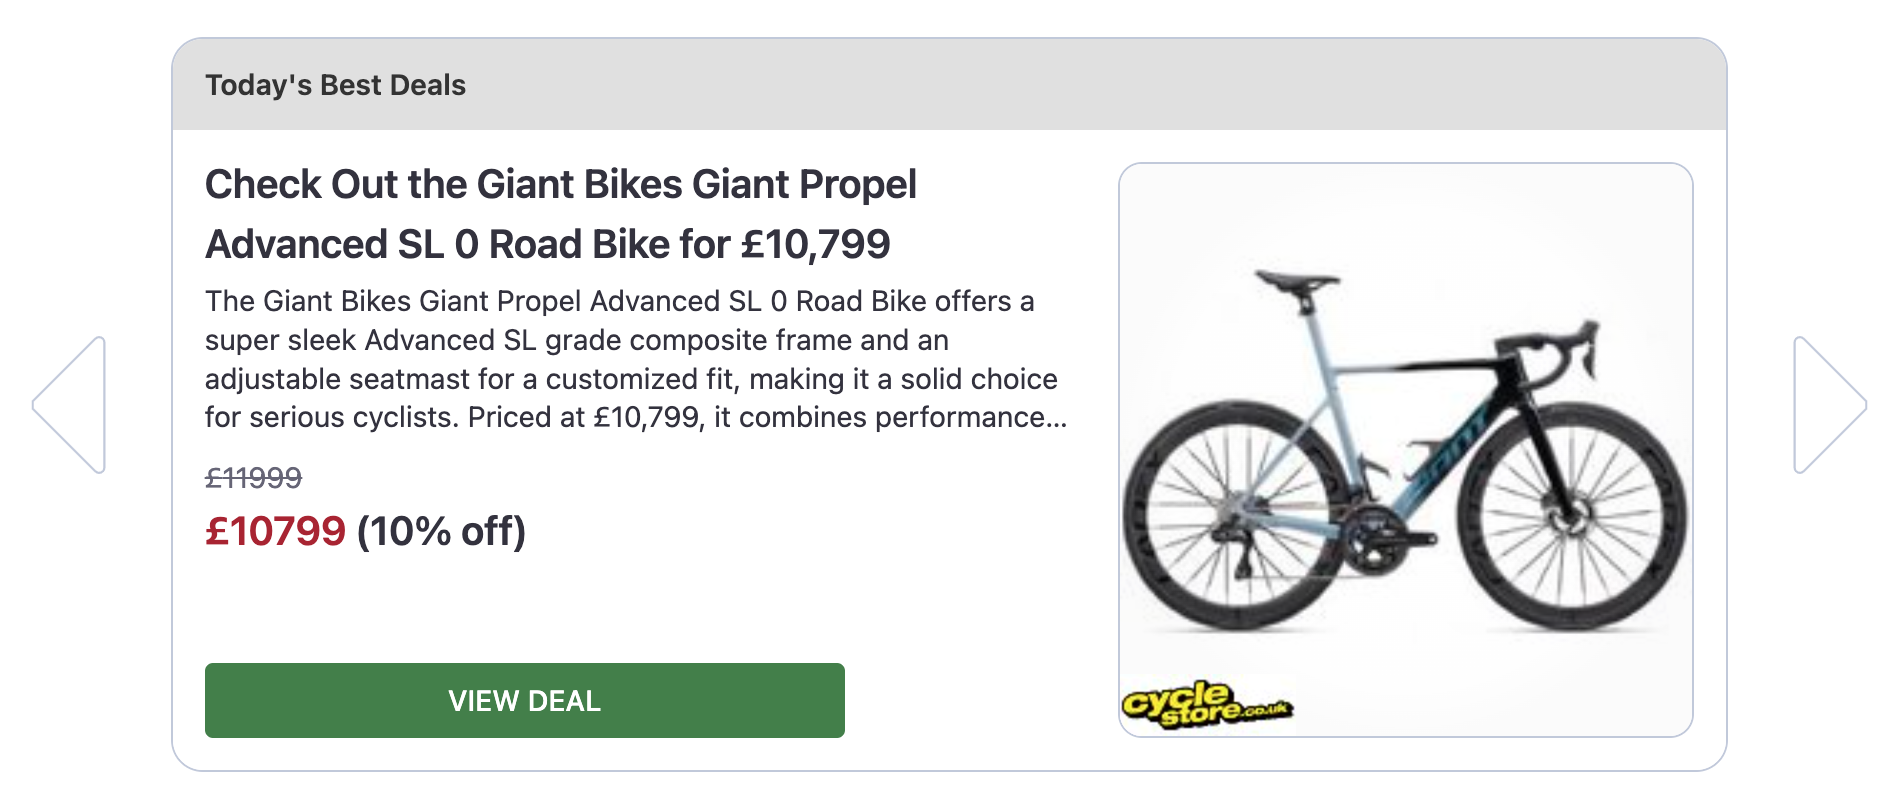 Today's Best Deals
Check Out the Giant Bikes Giant Propel
Advanced SL 0 Road Bike for £10,799
The Giant Bikes Giant Propel Advanced SL 0 Road Bike offers a
super sleek Advanced SL grade composite frame and an
adjustable seatmast for a customized fit, making it a solid choice
for serious cyclists. Priced at £10,799, it combines performance...
£11999
£10799 (10% off)
VIEW DEAL
GIANT
cycle
store.co.uk